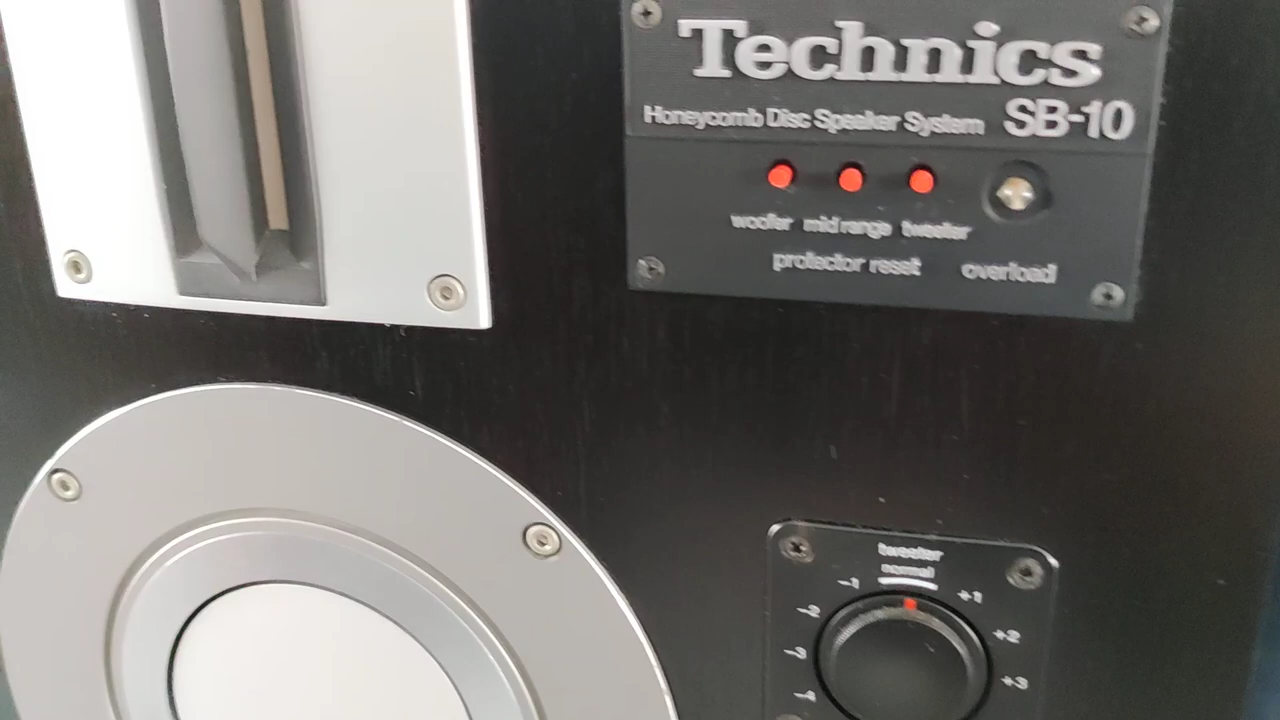 Technics
Honeycomb Disc Speaker System SB-10
woofer mid range tweeter
protector reset overload
tweeter
normal
-1 +1
-2 +2
-3 +3
-4